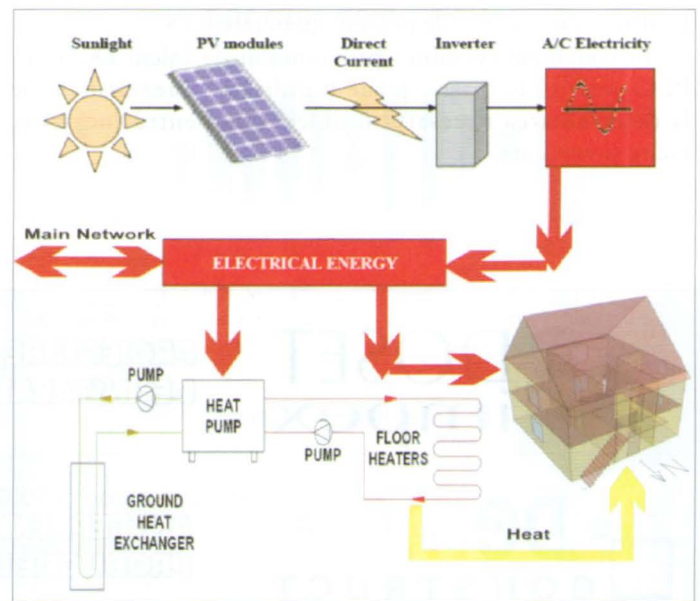 Sunlight
PV modules
Direct
Current
Inverter
A/C Electricity
Main Network
ELECTRICAL ENERGY
PUMP
HEAT
PUMP
PUMP
FLOOR
HEATERS
GROUND
HEAT
EXCHANGER
Heat
N